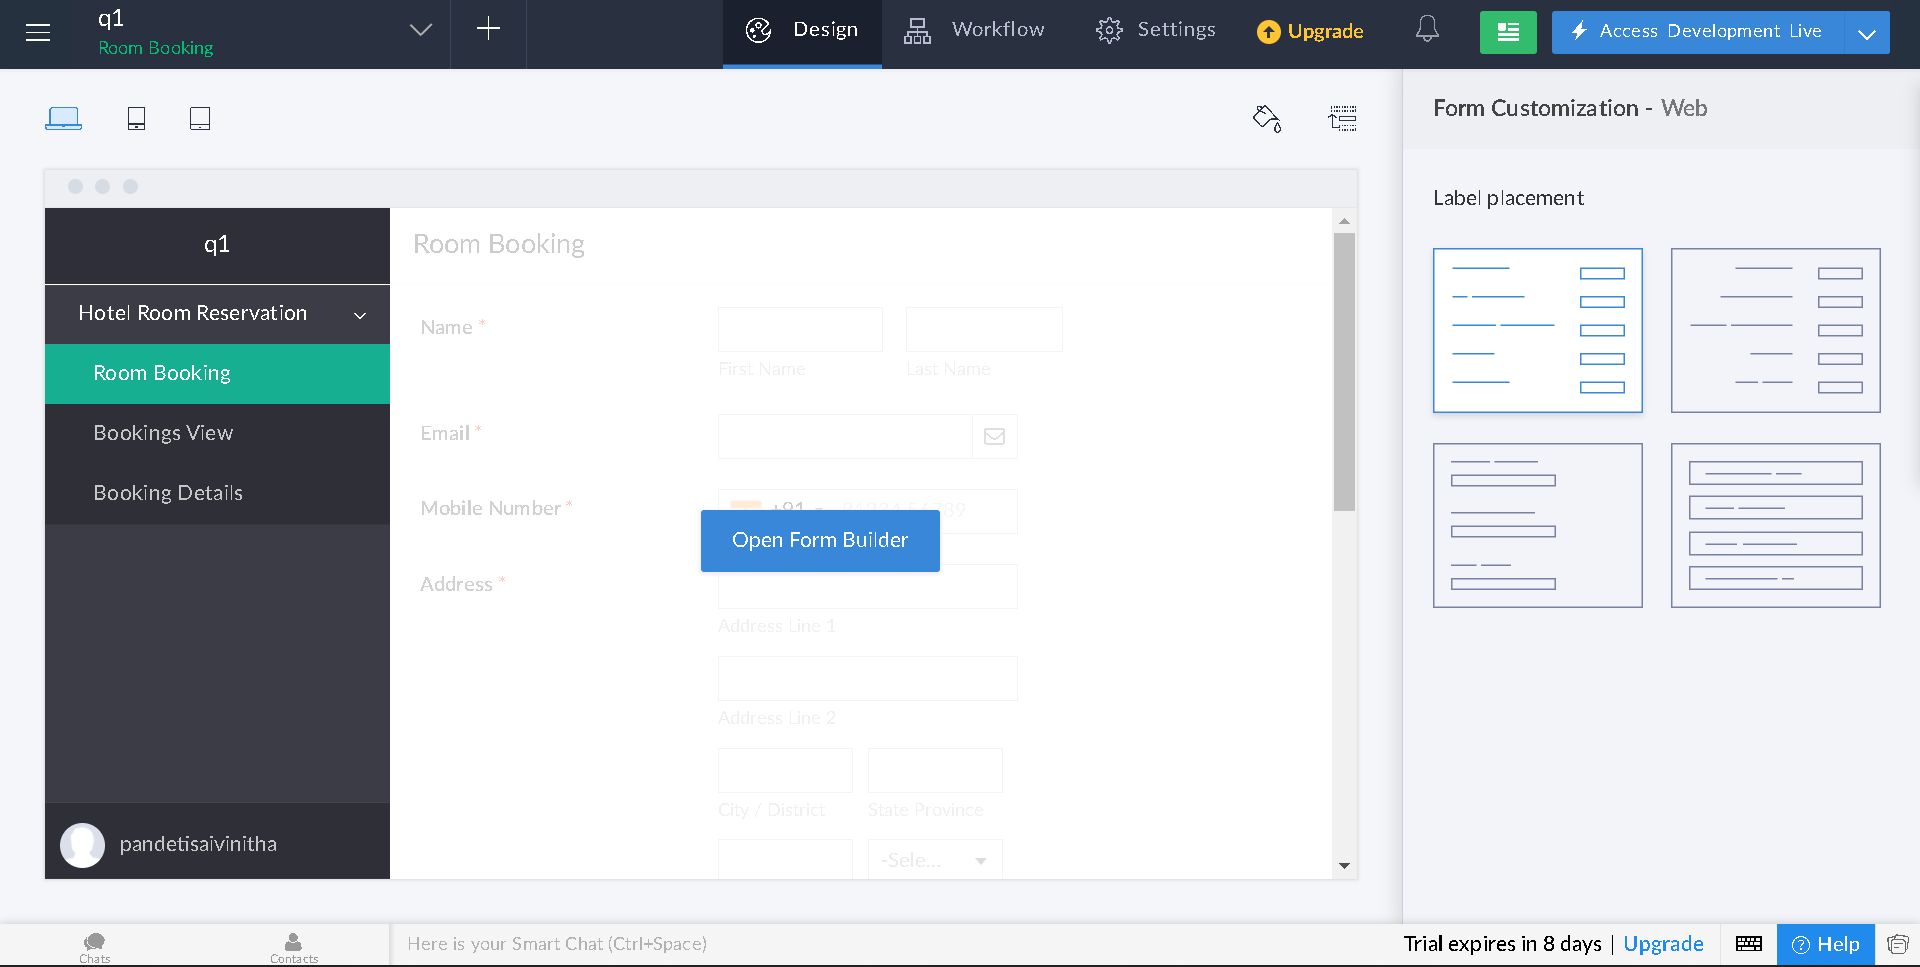 q1
Room Booking
Design
Workflow
Settings
Upgrade
Access Development Live
Form Customization - Web
Label placement
q1
Hotel Room Reservation
Room Booking
Bookings View
Booking Details
pandetisaivinitha
Room Booking
Name *
First Name
Last Name
Email *
Mobile Number *
+91
Open Form Builder
Address *
Address Line 1
Address Line 2
City / District
State Province
-Sele...
Chats
Contacts
Here is your Smart Chat (Ctrl+Space)
Trial expires in 8 days | Upgrade
Help